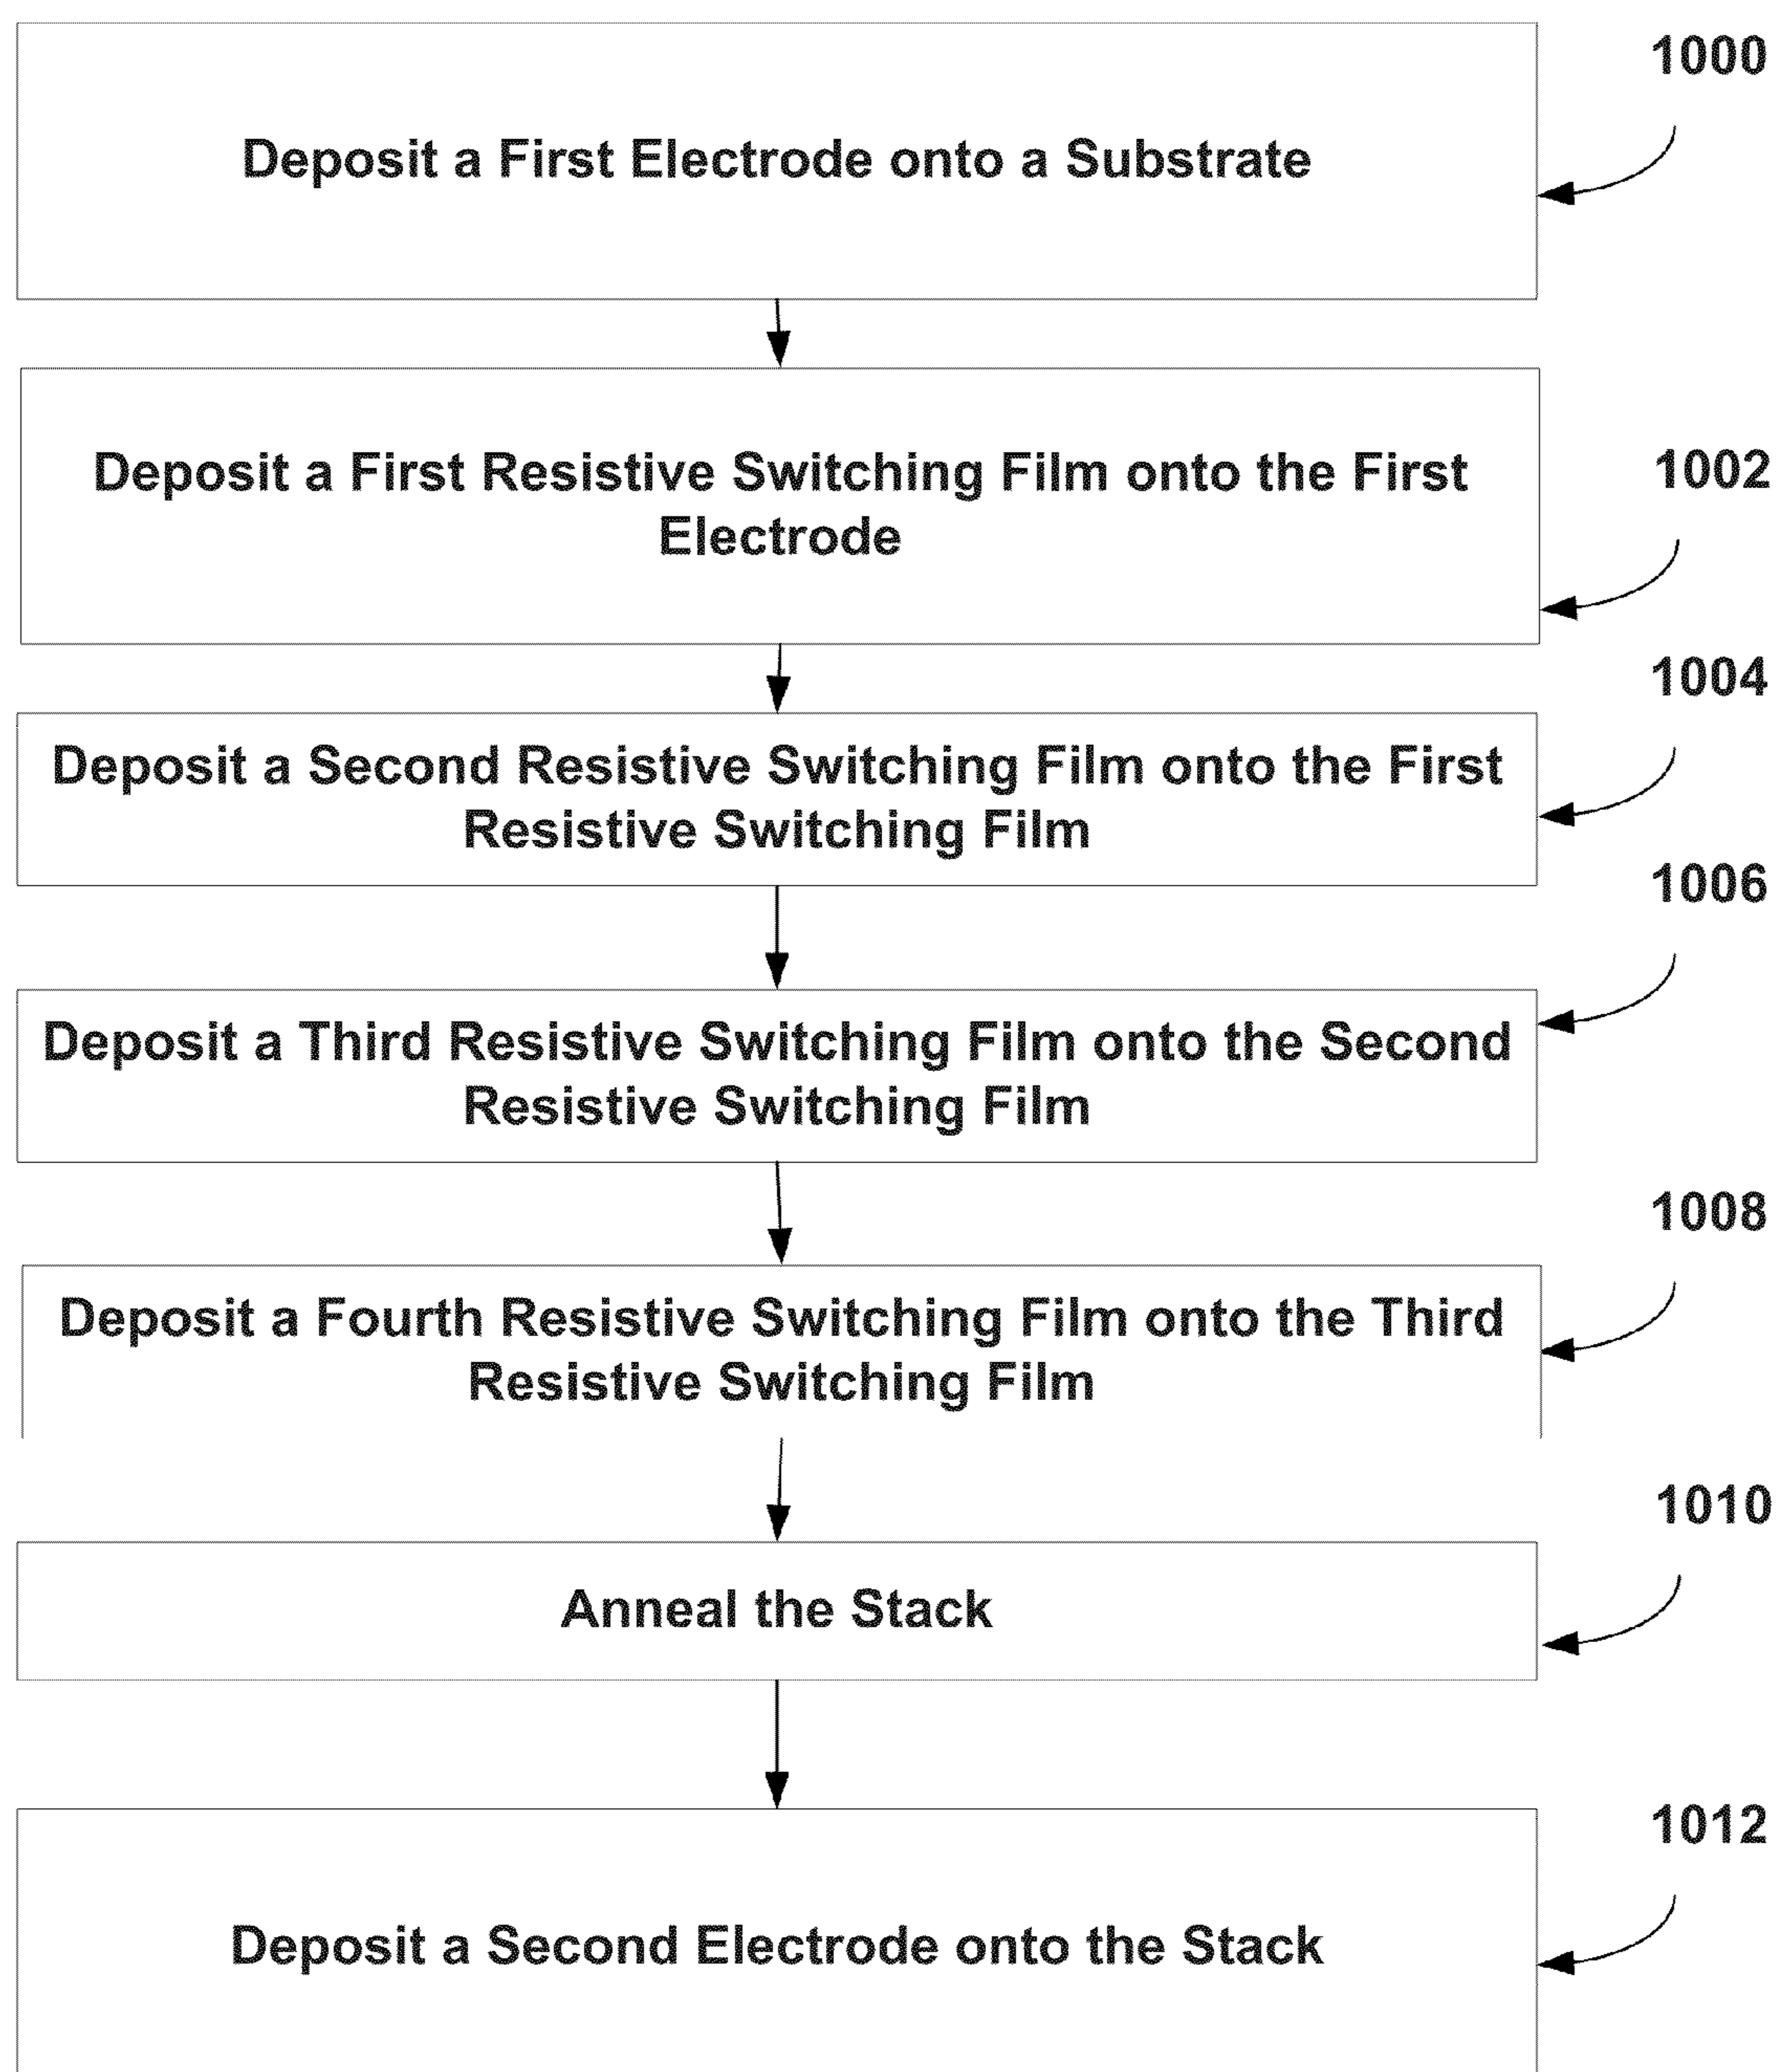 1000
Deposit a First Electrode onto a Substrate
1002
Deposit a First Resistive Switching Film onto the First
Electrode
1004
Deposit a Second Resistive Switching Film onto the First
Resistive Switching Film
1006
Deposit a Third Resistive Switching Film onto the Second
Resistive Switching Film
1008
Deposit a Fourth Resistive Switching Film onto the Third
Resistive Switching Film
1010
Anneal the Stack
1012
Deposit a Second Electrode onto the Stack